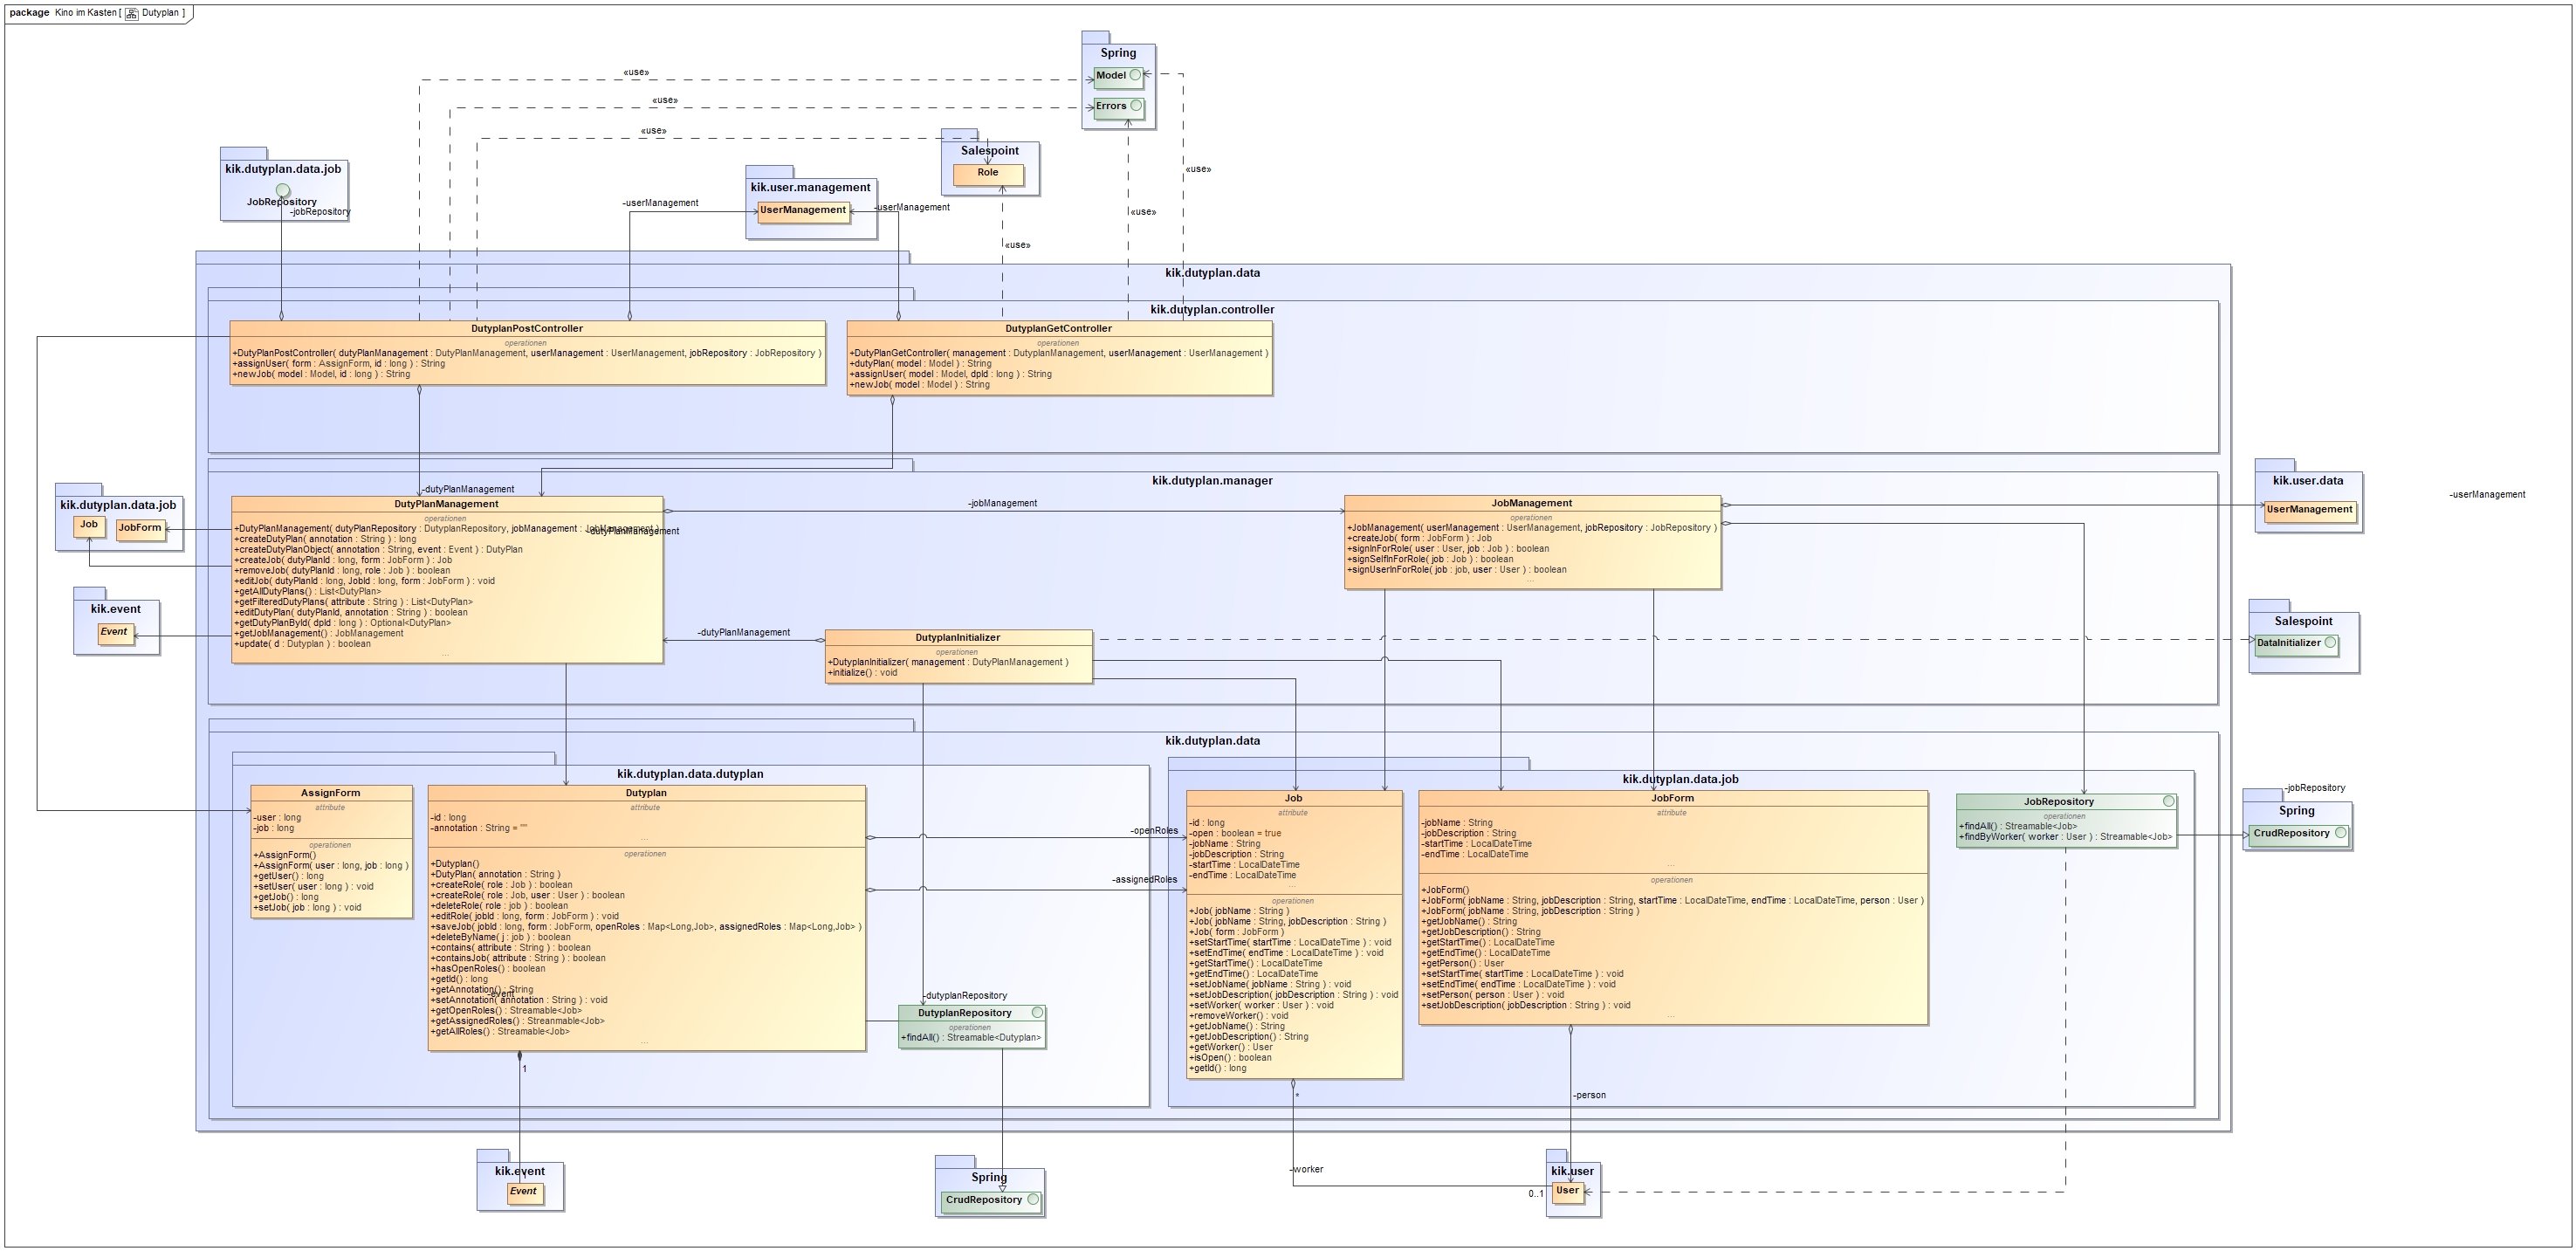 package Kino im Kasten [ Dutyplan ]
Spring
Model
Errors
«use»
«use»
«use»
«use»
«use»
«use»
Salespoint
Role
kik.dutyplan.data.job
JobRepository
-jobRepository
kik.user.management
UserManagement
-userManagement
-userManagement
kik.dutyplan.data
kik.dutyplan.controller
DutyplanPostController
operationen
+DutyPlanPostController( dutyPlanManagement : DutyPlanManagement, userManagement : UserManagement, jobRepository : JobRepository )
+assignUser( form : AssignForm, id : long ) : String
+newJob( model : Model, id : long ) : String
DutyplanGetController
operationen
+DutyPlanGetController( management : DutyplanManagement, userManagement : UserManagement )
+dutyPlan( model : Model ) : String
+assignUser( model : Model, dpId : long ) : String
+newJob( model : Model ) : String
kik.dutyplan.manager
-dutyPlanManagement
DutyPlanManagement
operationen
+DutyPlanManagement( dutyPlanRepository : DutyplanRepository, jobManagement : JobManagement )
-dutyPlanManagement
+createDutyPlan( annotation : String ) : long
+createDutyPlanObject( annotation : String, event : Event ) : DutyPlan
+createJob( dutyPlanId : long, form : JobForm ) : Job
+removeJob( dutyPlanId : long, role : Job ) : boolean
+editJob( dutyPlanId : long, JobId : long, form : JobForm ) : void
+getAllDutyPlans() : List<DutyPlan>
+getFilteredDutyPlans( attribute : String ) : List<DutyPlan>
+editDutyPlan( dutyPlanId, annotation : String ) : boolean
+getDutyPlanById( dpId : long ) : Optional<DutyPlan>
+getJobManagement() : JobManagement
+update( d : Dutyplan ) : boolean
...
-jobManagement
JobManagement
operationen
+JobManagement( userManagement : UserManagement, jobRepository : JobRepository )
+createJob( form : JobForm ) : Job
+signInForRole( user : User, job : Job ) : boolean
+signSelfInForRole( job : Job ) : boolean
+signUserInForRole( job : job, user : User ) : boolean
...
kik.user.data
UserManagement
-userManagement
kik.dutyplan.data.job
Job
JobForm
kik.event
Event
-dutyPlanManagement
DutyplanInitializer
operationen
+DutyplanInitializer( management : DutyPlanManagement )
+initialize() : void
Salespoint
DataInitializer
kik.dutyplan.data
kik.dutyplan.data.dutyplan
AssignForm
attribute
-user : long
-job : long
operationen
+AssignForm()
+AssignForm( user : long, job : long )
+getUser() : long
+setUser( user : long ) : void
+getJob() : long
+setJob( job : long ) : void
Dutyplan
attribute
-id : long
-annotation : String = ""
...
operationen
+Dutyplan()
+DutyPlan( annotation : String )
+createRole( role : Job ) : boolean
+createRole( role : Job, user : User ) : boolean
+deleteRole( role : job ) : boolean
+editRole( jobId : long, form : JobForm ) : void
+saveJob( jobId : long, form : JobForm, openRoles : Map<Long,Job>, assignedRoles : Map<Long,Job> )
+deleteByName( j : job ) : boolean
+contains( attribute : String ) : boolean
+containsJob( attribute : String ) : boolean
+hasOpenRoles() : boolean
+getId() : long
+getAnnotation() : String
-event
+setAnnotation( annotation : String ) : void
+getOpenRoles() : Streamable<Job>
+getAssignedRoles() : Streanmable<Job>
+getAllRoles() : Streamable<Job>
...
-openRoles
-assignedRoles
-dutyplanRepository
DutyplanRepository
operationen
+findAll() : Streamable<Dutyplan>
kik.dutyplan.data.job
Job
attribute
-id : long
-open : boolean = true
-jobName : String
-jobDescription : String
-startTime : LocalDateTime
-endTime : LocalDateTime
...
operationen
+Job( jobName : String )
+Job( jobName : String, jobDescription : String )
+Job( form : JobForm )
+setStartTime( startTime : LocalDateTime ) : void
+setEndTime( endTime : LocalDateTime ) : void
+getStartTime() : LocalDateTime
+getEndTime() : LocalDateTime
+setJobName( jobName : String ) : void
+setJobDescription( jobDescription : String ) : void
+setWorker( worker : User ) : void
+removeWorker() : void
+getJobName() : String
+getJobDescription() : String
+getWorker() : User
+isOpen() : boolean
+getId() : long
JobForm
attribute
-jobName : String
-jobDescription : String
-startTime : LocalDateTime
-endTime : LocalDateTime
...
operationen
+JobForm()
+JobForm( jobName : String, jobDescription : String, startTime : LocalDateTime, endTime : LocalDateTime, person : User )
+JobForm( jobName : String, jobDescription : String )
+getJobName() : String
+getJobDescription() : String
+getStartTime() : LocalDateTime
+getEndTime() : LocalDateTime
+getPerson() : User
+setStartTime( startTime : LocalDateTime ) : void
+setEndTime( endTime : LocalDateTime ) : void
+setPerson( person : User ) : void
+setJobDescription( jobDescription : String ) : void
...
JobRepository
operationen
+findAll() : Streamable<Job>
+findByWorker( worker : User ) : Streamable<Job>
-jobRepository
Spring
CrudRepository
1
kik.event
1
Event
Spring
CrudRepository
*
-worker
-person
0..1
kik.user
User